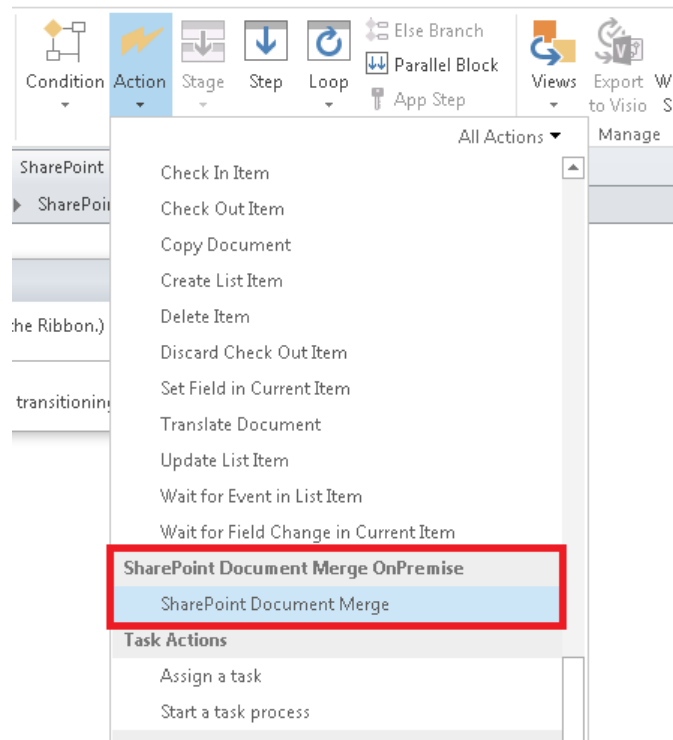 Else Branch
Parallel Block
App Step
Condition Action Stage Step Loop Views Export W
to Visio S
All Actions Manage
SharePoint
Check In Item
SharePoi
Check Out Item
Copy Document
Create List Item
Delete Item
the Ribbon.)
Discard Check Out Item
Set Field in Current Item
transitioning
Translate Document
Update List Item
Wait for Event in List Item
Wait for Field Change in Current Item
SharePoint Document Merge OnPremise
SharePoint Document Merge
Task Actions
Assign a task
Start a task process